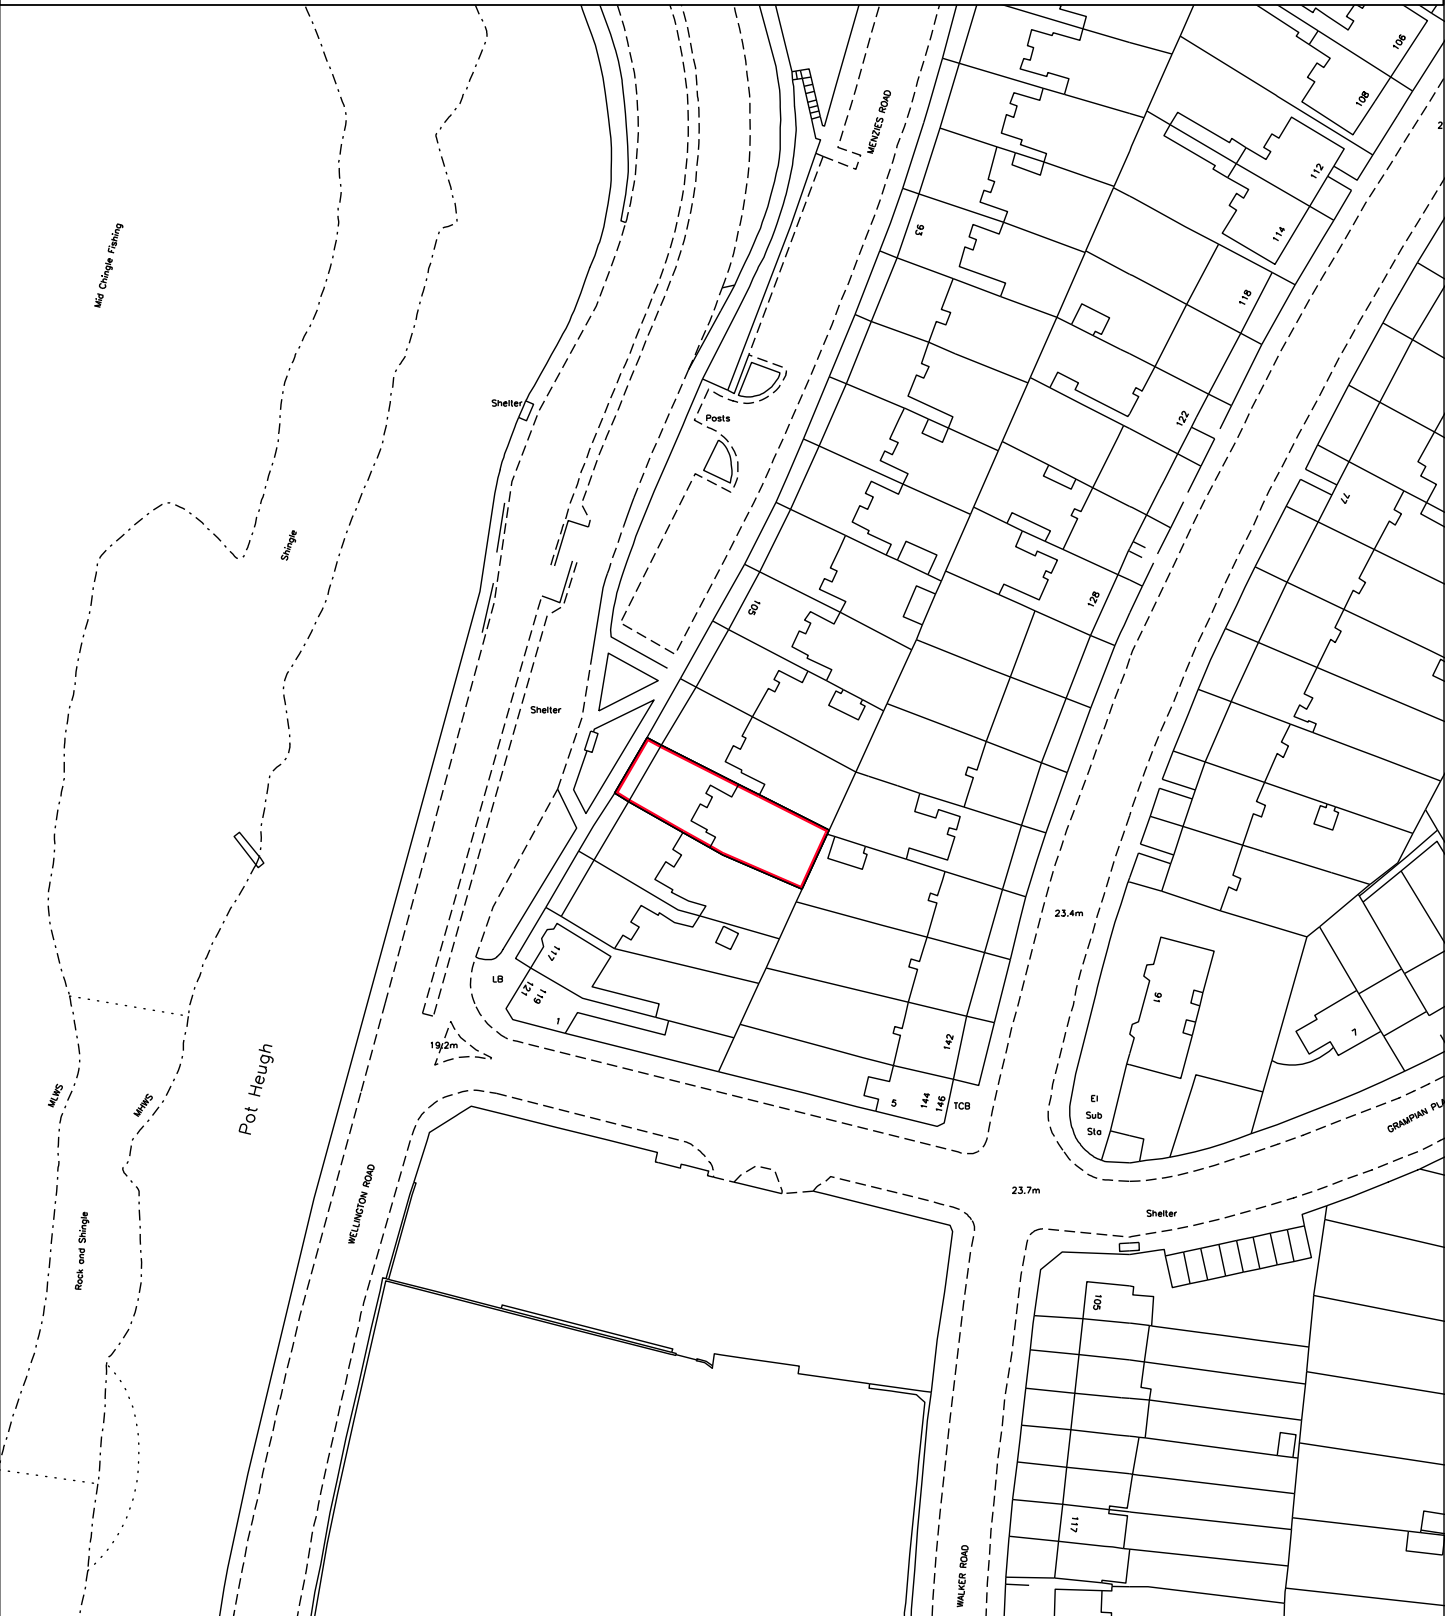 106
108
MENZIES ROAD
2
112
93
114
Mid Chingle Fishing
118
Shelter
Posts
122
77
Shingle
128
105
Shelter
23.4m
117
LB
121
119
91
1
7
142
19.2m
Pot Heugh
MLWS
MHWS
5
144
146
TCB
El
Sub
Sta
GRAMPIAN PLA
23.7m
WELLINGTON ROAD
Shelter
Rock and Shingle
105
117
WALKER ROAD